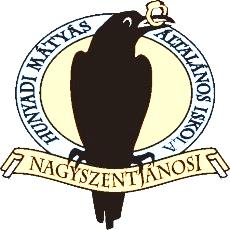 HUNYADI MÁTYÁS
ÁLTALÁNOS ISKOLA
NAGYSZENTJÁNOSI